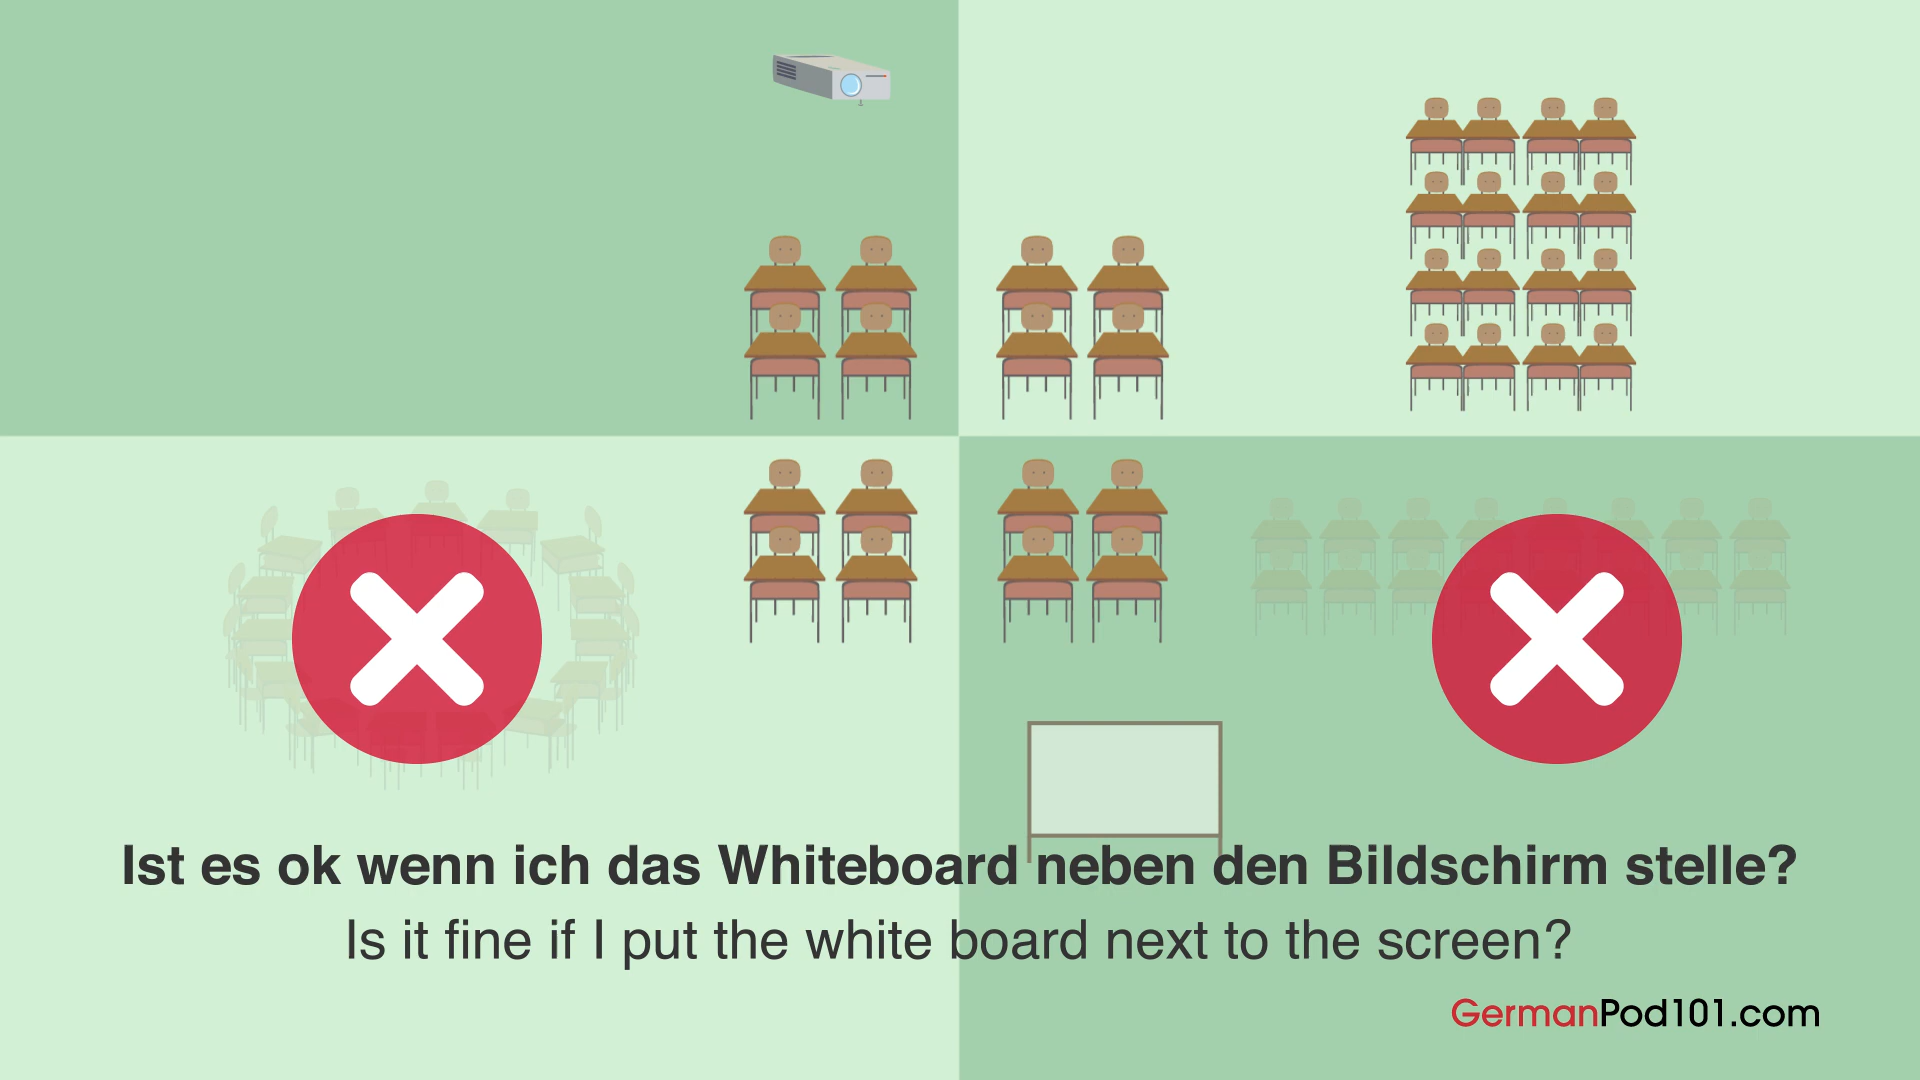 Ist es ok wenn ich das Whiteboard neben den Bildschirm stelle?
Is it fine if I put the white board next to the screen?
GermanPod101.com